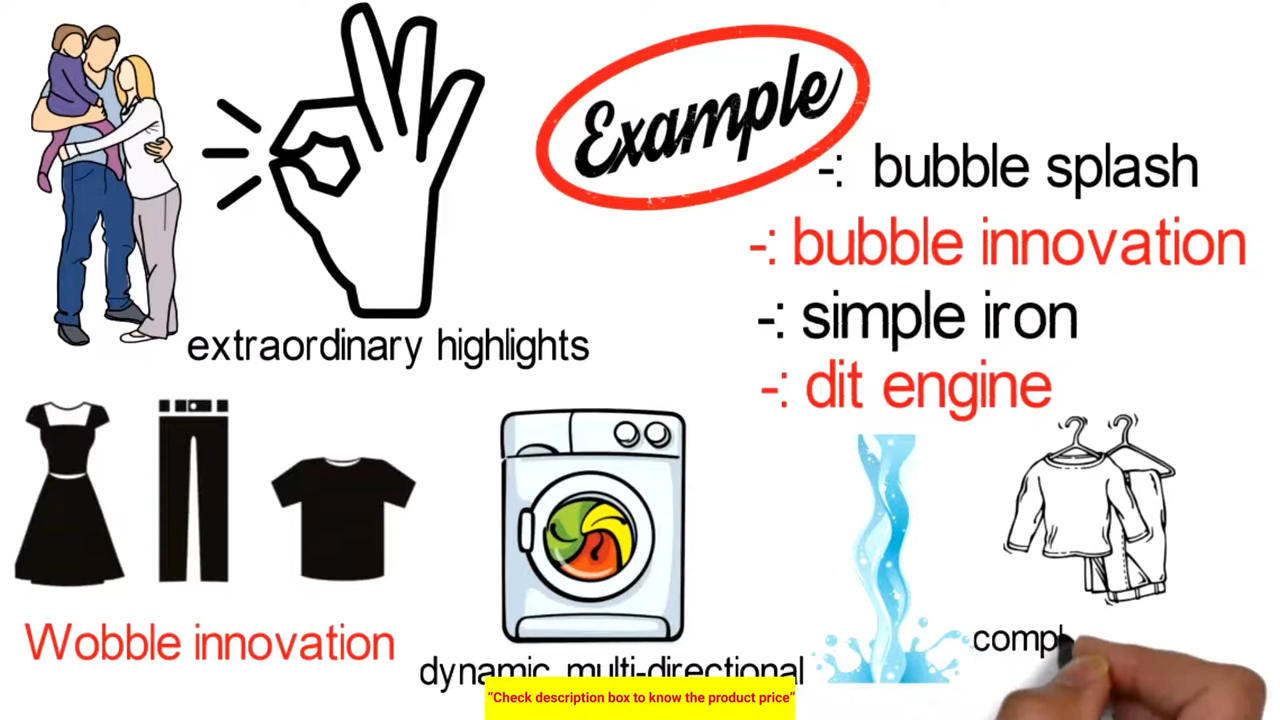 Example
-: bubble splash
-: bubble innovation
-: simple iron
-: dit engine
extraordinary highlights
Wobble innovation
dynamic multi-directional
compl
"Check description box to know the product price"